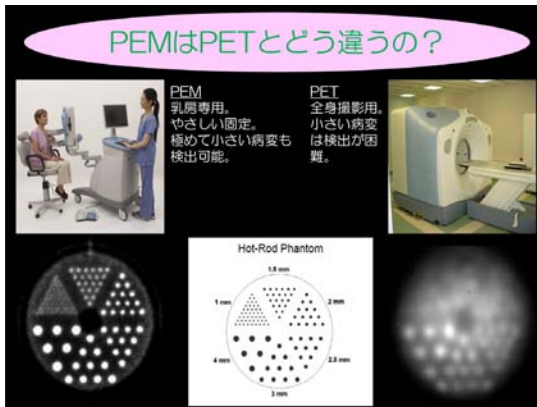 PEMはPETとどう違うの？
PEM
乳房専用。
やさしい固定。
極めて小さい病変も
検出可能。
PET
全身撮影用。
小さい病変
は検出が困
難。
Hot-Rod Phantom
1.5 mm
1 mm
2 mm
4 mm
2.5 mm
3 mm